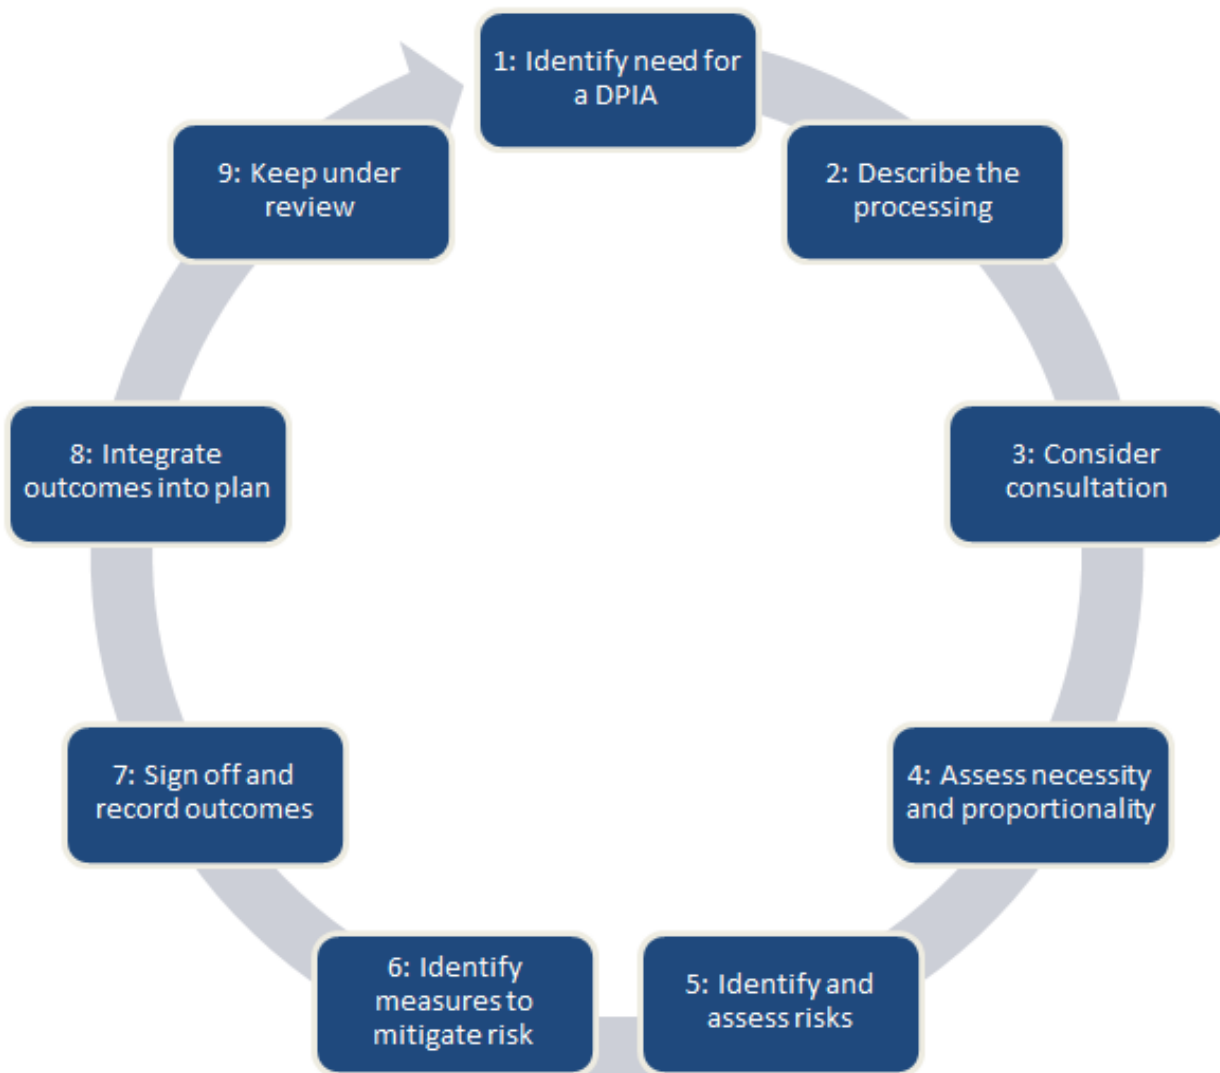 1: Identify need for
a DPIA
2: Describe the
processing
3: Consider
consultation
4: Assess necessity
and proportionality
5: Identify and
assess risks
6: Identify
measures to
mitigate risk
7: Sign off and
record outcomes
8: Integrate
outcomes into plan
9: Keep under
review